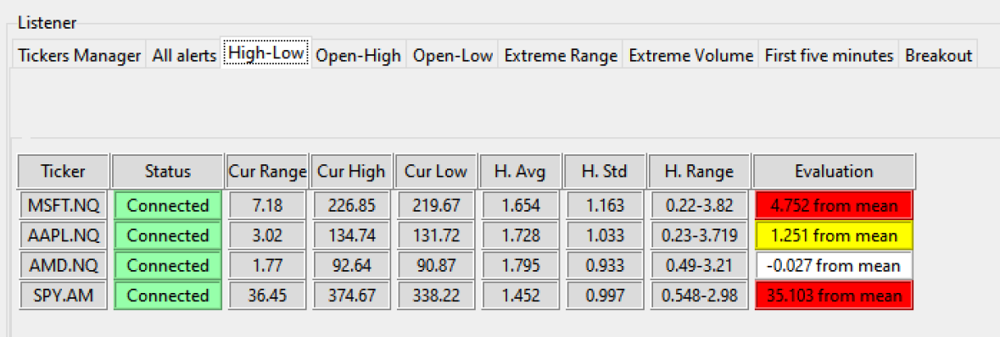 Listener
Tickers Manager All alerts High-Low Open-High Open-Low Extreme Range Extreme Volume First five minutes Breakout
Ticker Status Cur Range Cur High Cur Low H. Avg H. Std H. Range Evaluation
MSFT.NQ Connected 7.18 226.85 219.67 1.654 1.163 0.22-3.82 4.752 from mean
AAPL.NQ Connected 3.02 134.74 131.72 1.728 1.033 0.23-3.719 1.251 from mean
AMD.NQ Connected 1.77 92.64 90.87 1.795 0.933 0.49-3.21 -0.027 from mean
SPY.AM Connected 36.45 374.67 338.22 1.452 0.997 0.548-2.98 35.103 from mean